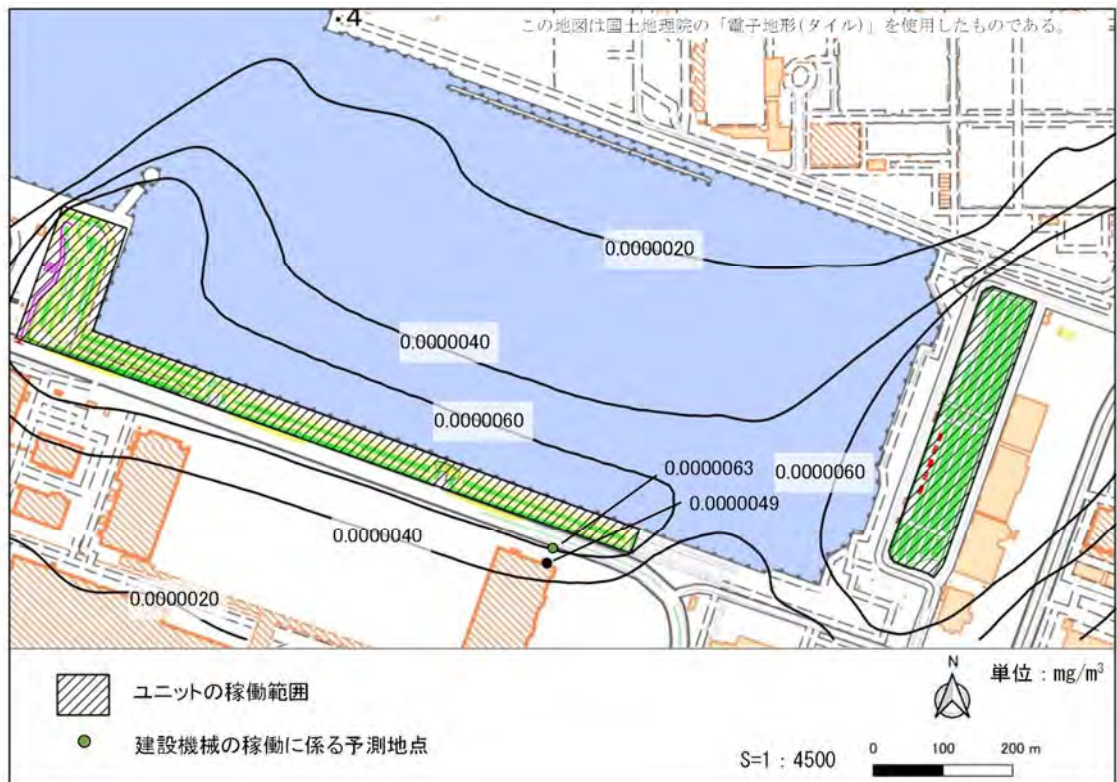 4
この地図は国土地理院の「電子地形(タイル)」を使用したものである。
0.0000020
0.0000040
0.0000060
0.0000063
0.0000060
0.0000049
0.0000040
0.0000020
ユニットの稼働範囲
建設機械の稼働に係る予測地点
N
単位：mg/m³
S=1：4500
0 100 200 m